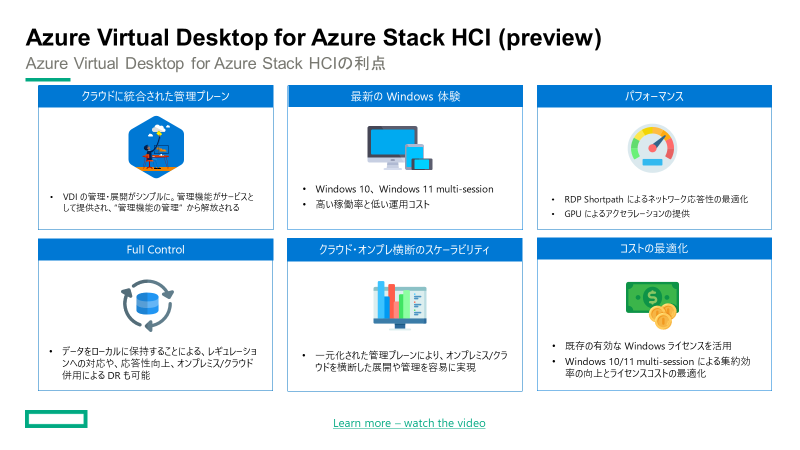 Azure Virtual Desktop for Azure Stack HCI (preview)
Azure Virtual Desktop for Azure Stack HCIの利点
クラウドに統合された管理プレーン
• VDI の管理・展開がシンプルに。管理機能がサービスと
して提供され、“管理機能の管理” から解放される
最新の Windows 体験
• Windows 10、Windows 11 multi-session
• 高い稼働率と低い運用コスト
パフォーマンス
• RDP Shortpath によるネットワーク応答性の最適化
• GPU によるアクセラレーションの提供
Full Control
• データをローカルに保持することによる、レギュレーショ
ンへの対応や、応答性向上、オンプレミス/クラウド
併用による DR も可能
クラウド・オンプレ横断のスケーラビリティ
• 一元化された管理プレーンにより、オンプレミス/クラ
ウドを横断した展開や管理を容易に実現
コストの最適化
• 既存の有効な Windows ライセンスを活用
• Windows 10/11 multi-session による集約効
率の向上とライセンスコストの最適化
Learn more – watch the video